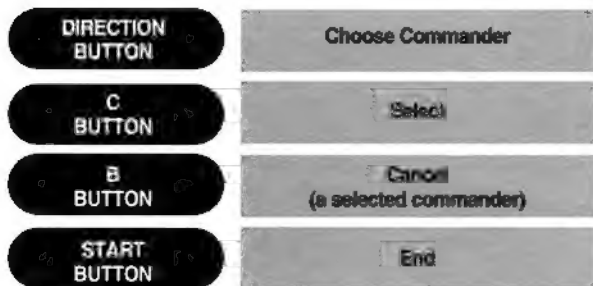 DIRECTION
BUTTON
Choose Commander
C
BUTTON
Select
B
BUTTON
Cancel
(a selected commander)
START
BUTTON
End